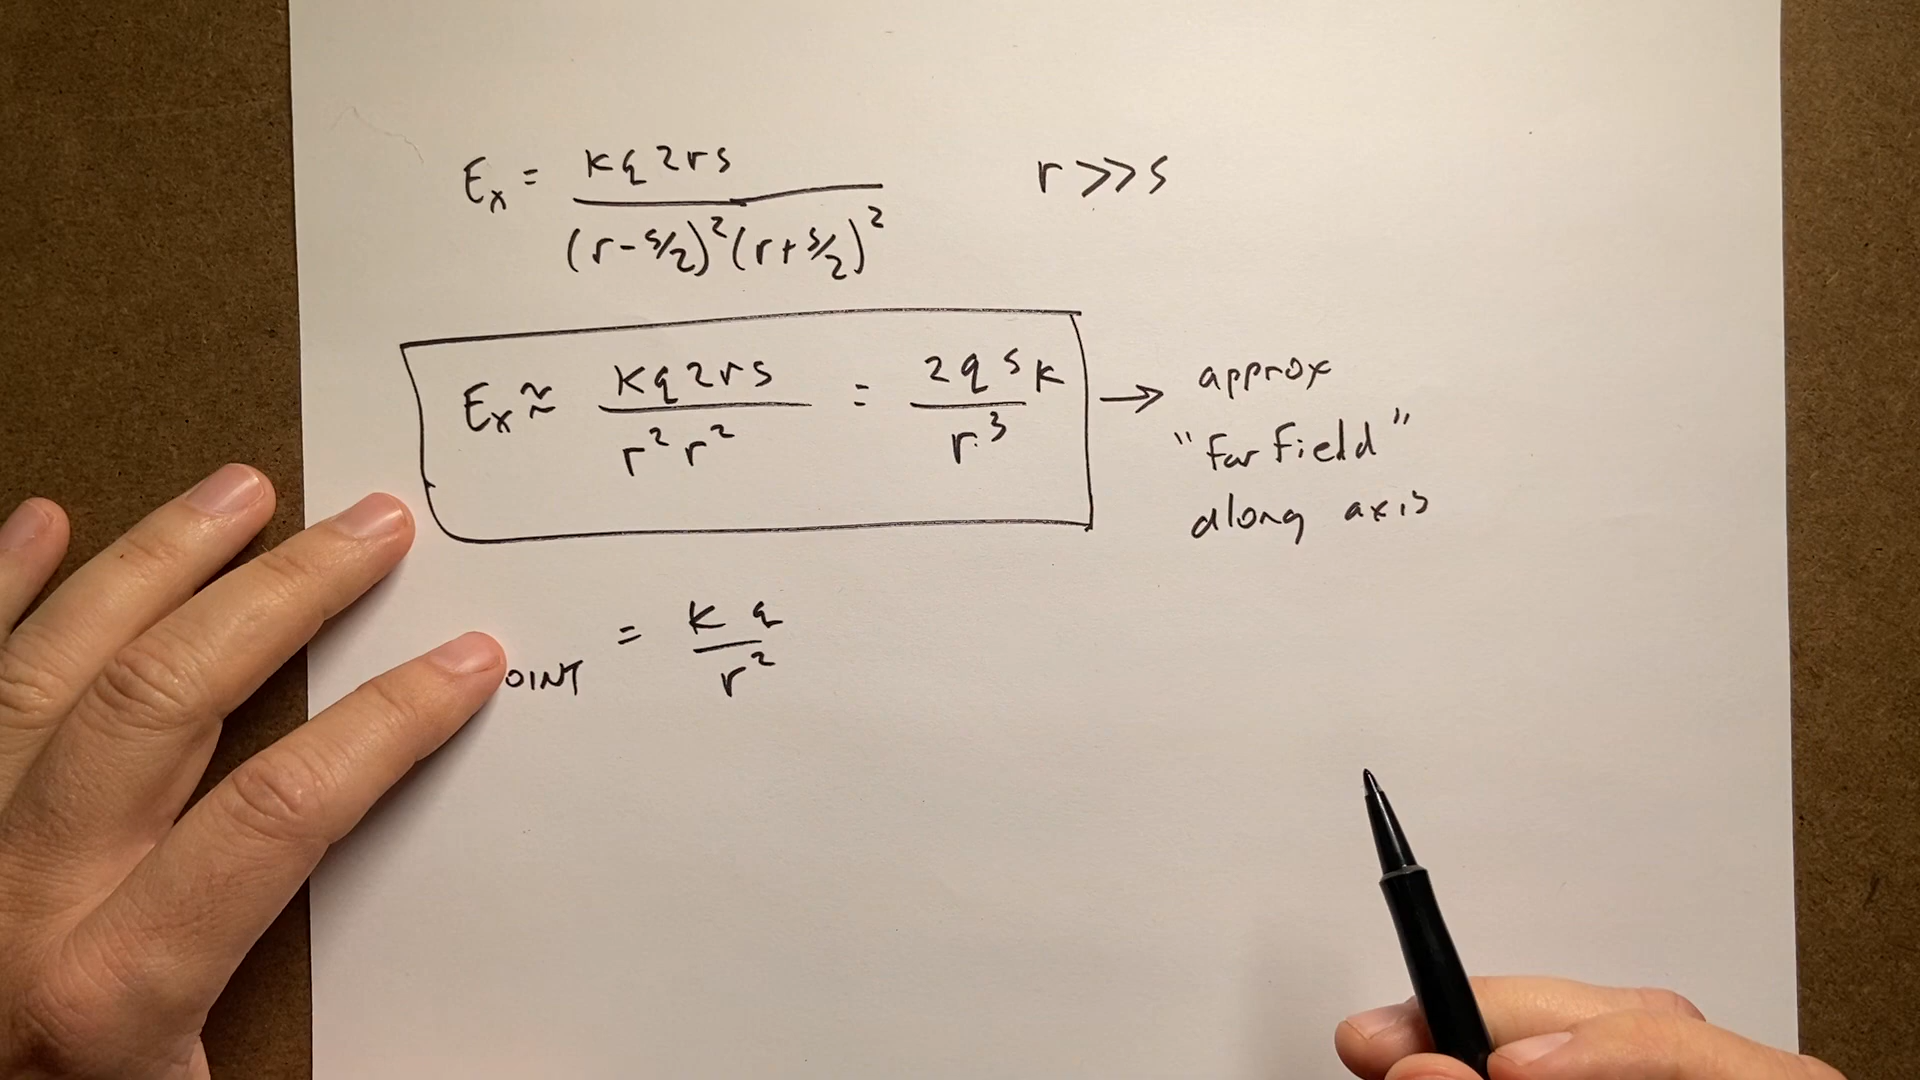 Ex = kq2rs / (r-s/2)²(r+s/2)² r>>s
Ex ≈ kq2rs / r²r² = 2qsk / r³ → approx
"far field"
along axis
OINT = kq / r²